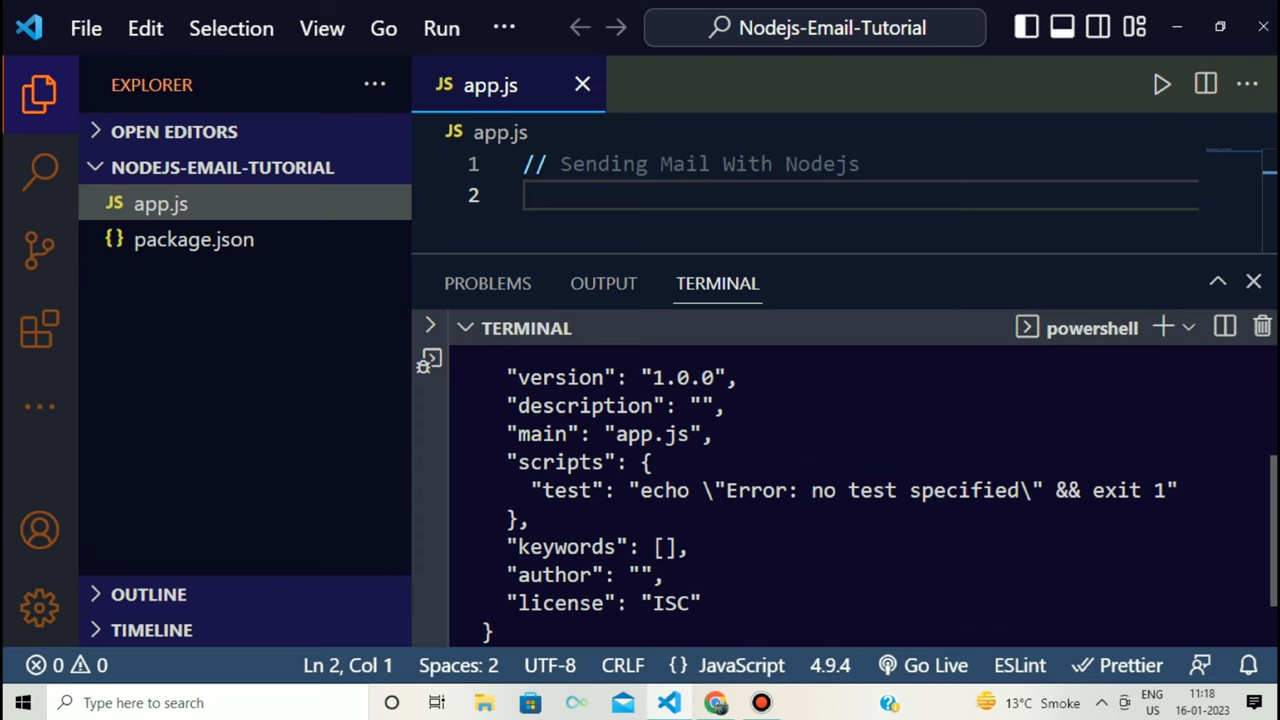 File Edit Selection View Go Run ···
Nodejs-Email-Tutorial
EXPLORER ···
OPEN EDITORS
NODEJS-EMAIL-TUTORIAL
JS app.js
{} package.json
OUTLINE
TIMELINE
JS app.js
JS app.js
1 // Sending Mail With Nodejs
2
PROBLEMS OUTPUT TERMINAL
TERMINAL
powershell
"version": "1.0.0",
"description": "",
"main": "app.js",
"scripts": {
"test": "echo \"Error: no test specified\" && exit 1"
},
"keywords": [],
"author": "",
"license": "ISC"
}
0 0 Ln 2, Col 1 Spaces: 2 UTF-8 CRLF {} JavaScript 4.9.4 Go Live ESLint Prettier
Type here to search
13°C Smoke
ENG
US
11:18
16-01-2023